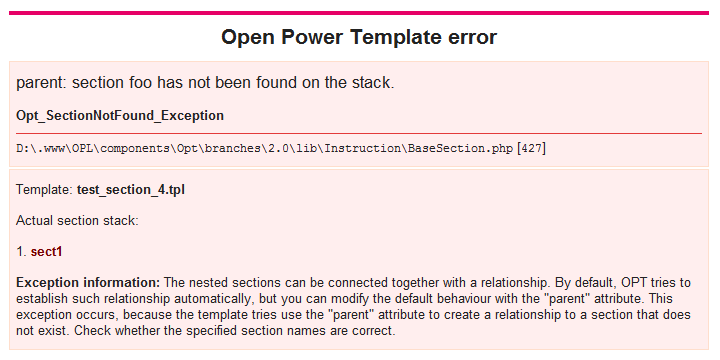 Open Power Template error
parent: section foo has not been found on the stack.
Opt_SectionNotFound_Exception
D:\.www\OPL\components\Opt\branches\2.0\lib\Instruction\BaseSection.php [427]
Template: test_section_4.tpl
Actual section stack:
1. sect1
Exception information: The nested sections can be connected together with a relationship. By default, OPT tries to
establish such relationship automatically, but you can modify the default behaviour with the "parent" attribute. This
exception occurs, because the template tries use the "parent" attribute to create a relationship to a section that does
not exist. Check whether the specified section names are correct.